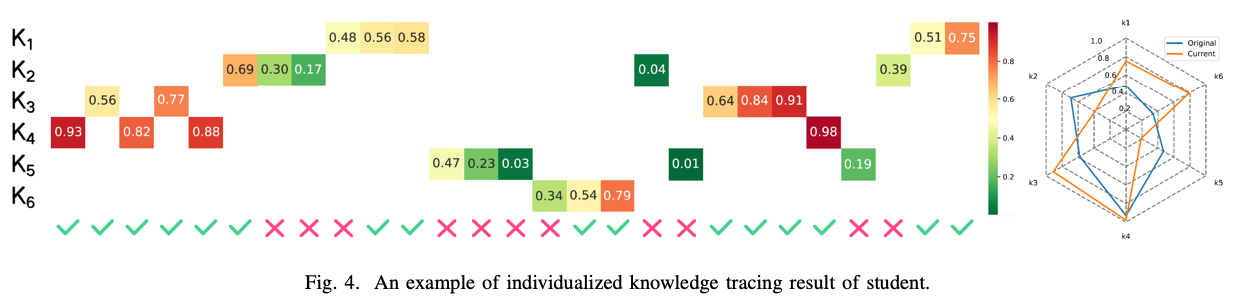 K1 0.48 0.56 0.58 0.51 0.75
K2 0.69 0.30 0.17 0.04 0.39
K3 0.56 0.77 0.64 0.84 0.91
K4 0.93 0.82 0.88 0.98
K5 0.47 0.23 0.03 0.01 0.19
K6 0.34 0.54 0.79
0.8
0.6
0.4
0.2
k1
Original
Current
1.0
0.8
0.6
0.4
0.2
k2
k6
k3
k5
k4
Fig. 4. An example of individualized knowledge tracing result of student.